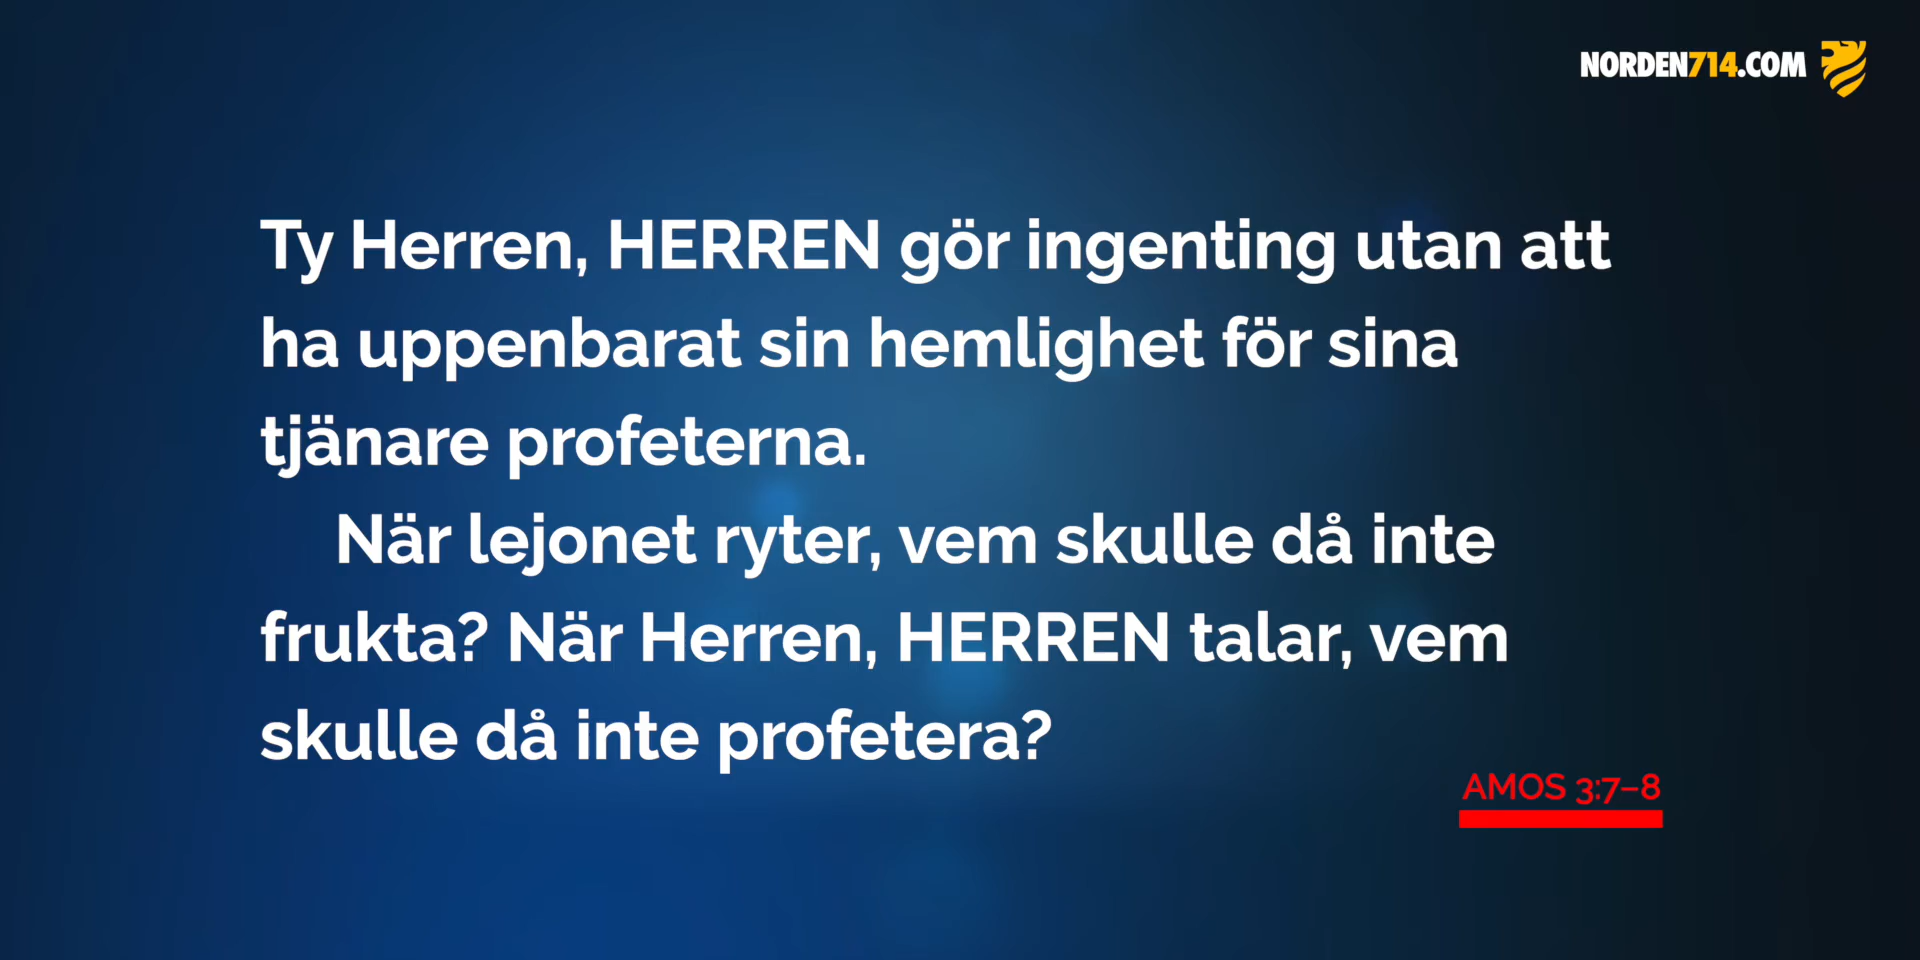 NORDEN714.COM
Ty Herren, HERREN gör ingenting utan att
ha uppenbarat sin hemlighet för sina
tjänare profeterna.
När lejonet ryter, vem skulle då inte
frukta? När Herren, HERREN talar, vem
skulle då inte profetera?
AMOS 3:7–8